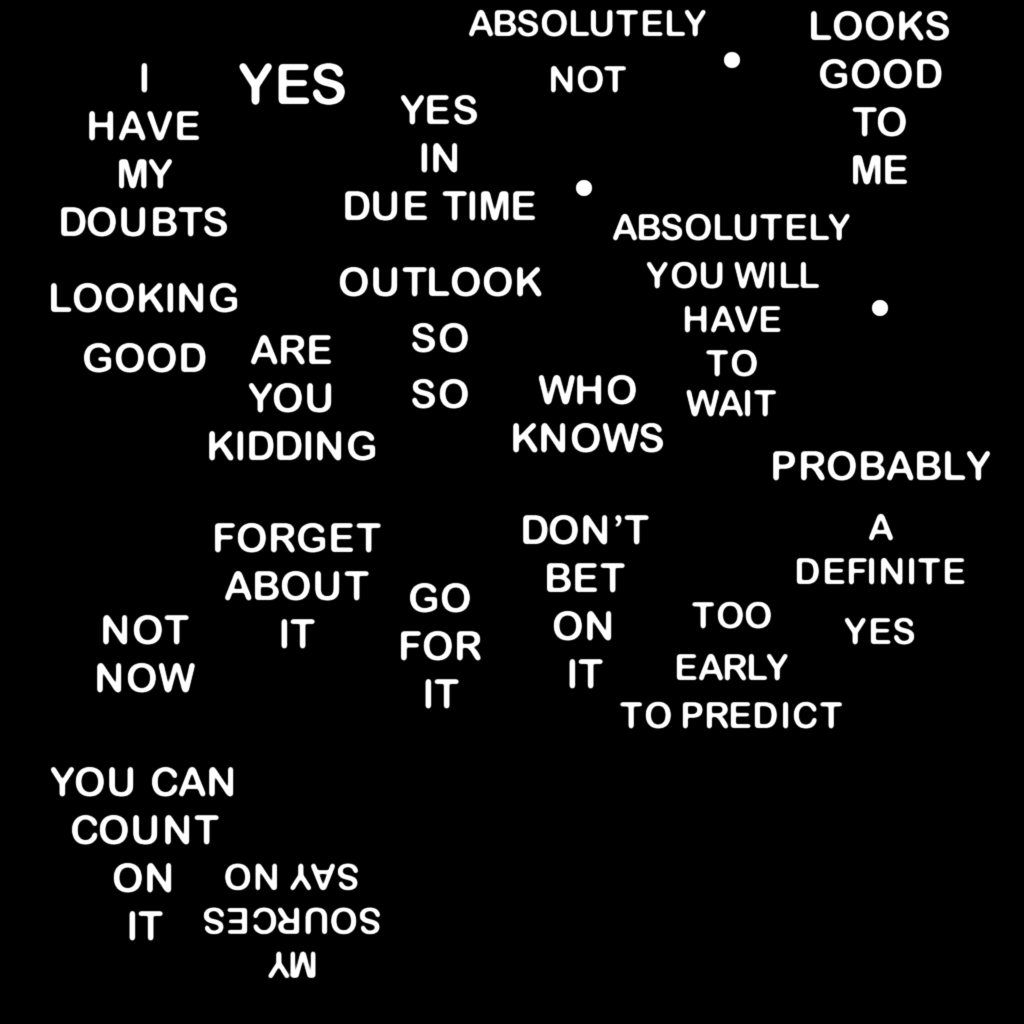 I
HAVE
MY
DOUBTS
YES
YES
IN
DUE TIME
ABSOLUTELY
NOT
LOOKS
GOOD
TO
ME
LOOKING
GOOD
ARE
YOU
KIDDING
OUTLOOK
SO
SO
WHO
KNOWS
ABSOLUTELY
YOU WILL
HAVE
TO
WAIT
PROBABLY
NOT
NOW
FORGET
ABOUT
IT
GO
FOR
IT
DON’T
BET
ON
IT
TOO
EARLY
TO PREDICT
A
DEFINITE
YES
YOU CAN
COUNT
ON
IT
MY
SOURCES
SAY NO